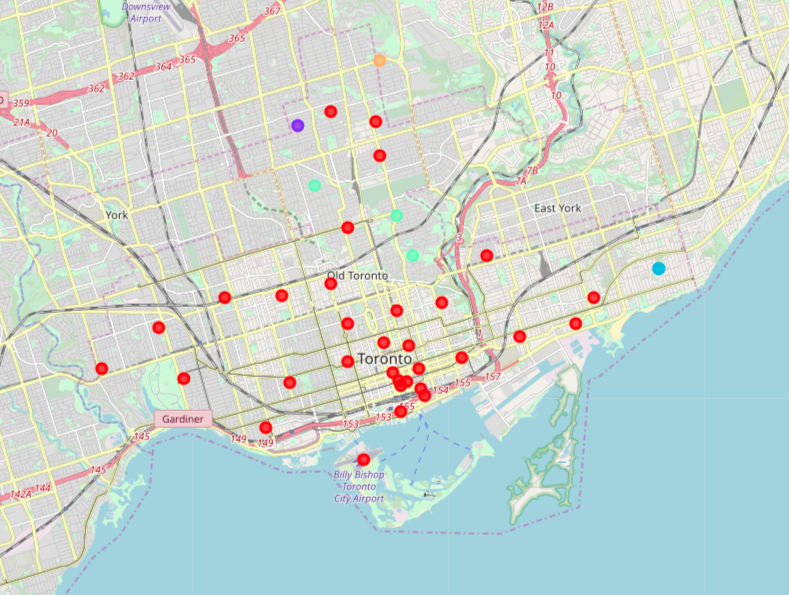 Downsview
Airport
367
365
365
364
362
362
359
21A
20
12B
12A
11
10
10
7B
7A
York
East York
Old Toronto
Toronto
Gardiner
157
155
154
153
153
149
149
145
145
144
142A
Billy Bishop
Toronto
City Airport